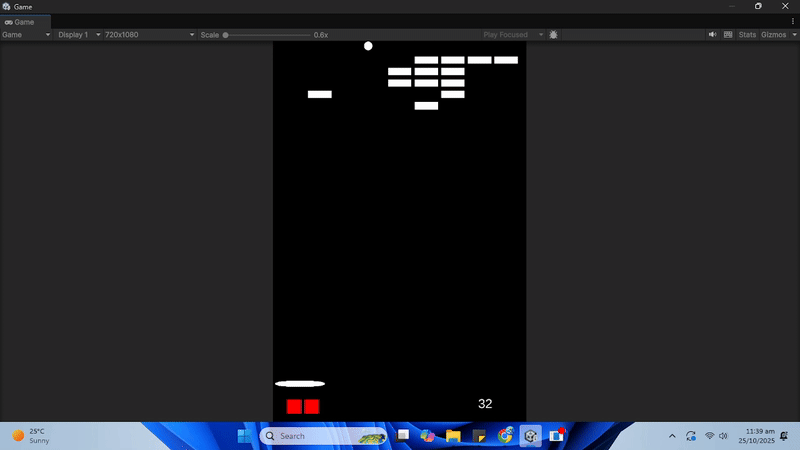 Game
Game
Game Display 1 720x1080 Scale 0.6x Play Focused Stats Gizmos
32
25°C
Sunny
Search
11:39 am
25/10/2025